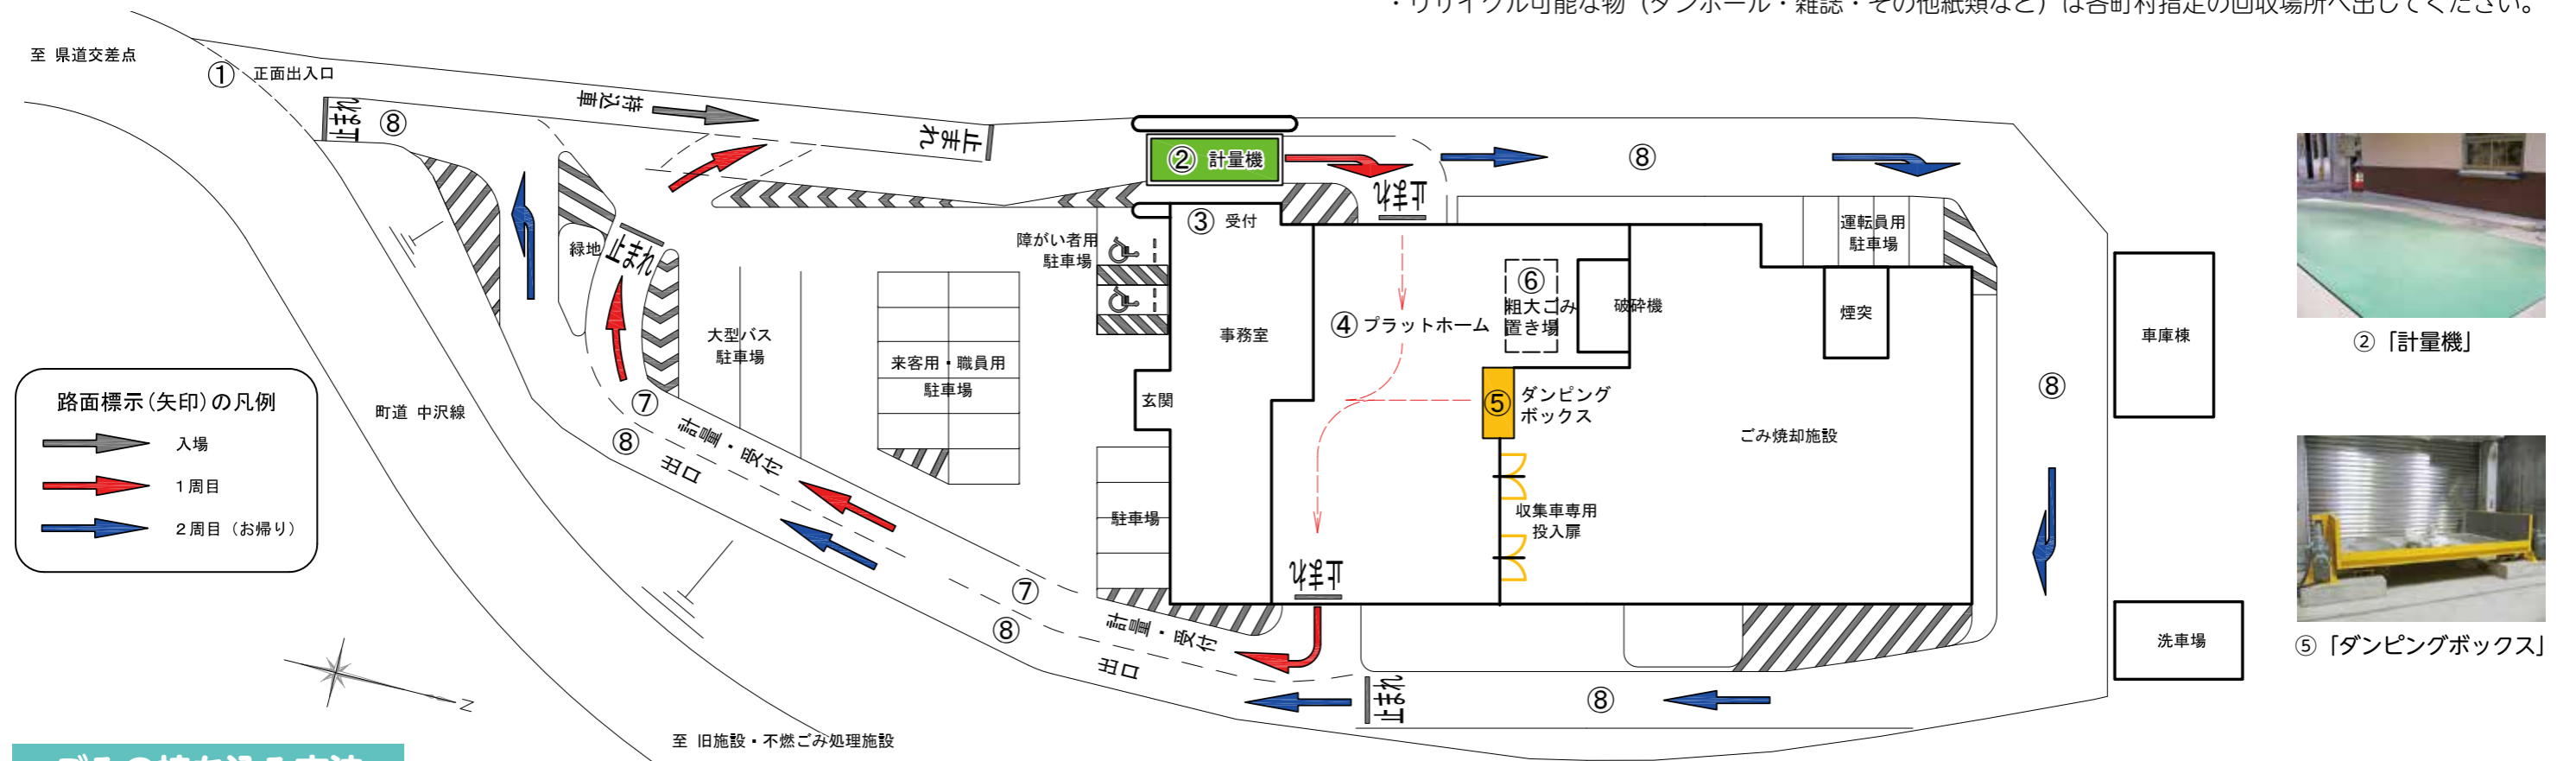 ・リサイクル可能な物（ダンボール・雑誌・その他紙類など）は各町村指定の回収場所へ出してください。
至 県道交差点
①
正面出入口
止まれ
⑧
持込車
止まれ
② 計量機
止まれ
⑧
③ 受付
運転員用
駐車場
障がい者用
駐車場
緑地
止まれ
大型バス
駐車場
来客用・職員用
駐車場
事務室
玄関
④ プラットホーム
⑥
粗大ごみ
置き場
破砕機
煙突
車庫棟
②「計量機」
⑤
ダンピング
ボックス
⑧
ごみ焼却施設
収集車専用
投入扉
駐車場
路面標示(矢印)の凡例
入場
1周目
2周目（お帰り）
町道 中沢線
⑦
計量・受付
⑧
出口
⑦
計量・受付
⑧
出口
止まれ
止まれ
⑧
洗車場
⑤「ダンピングボックス」
N
至 旧施設・不燃ごみ処理施設